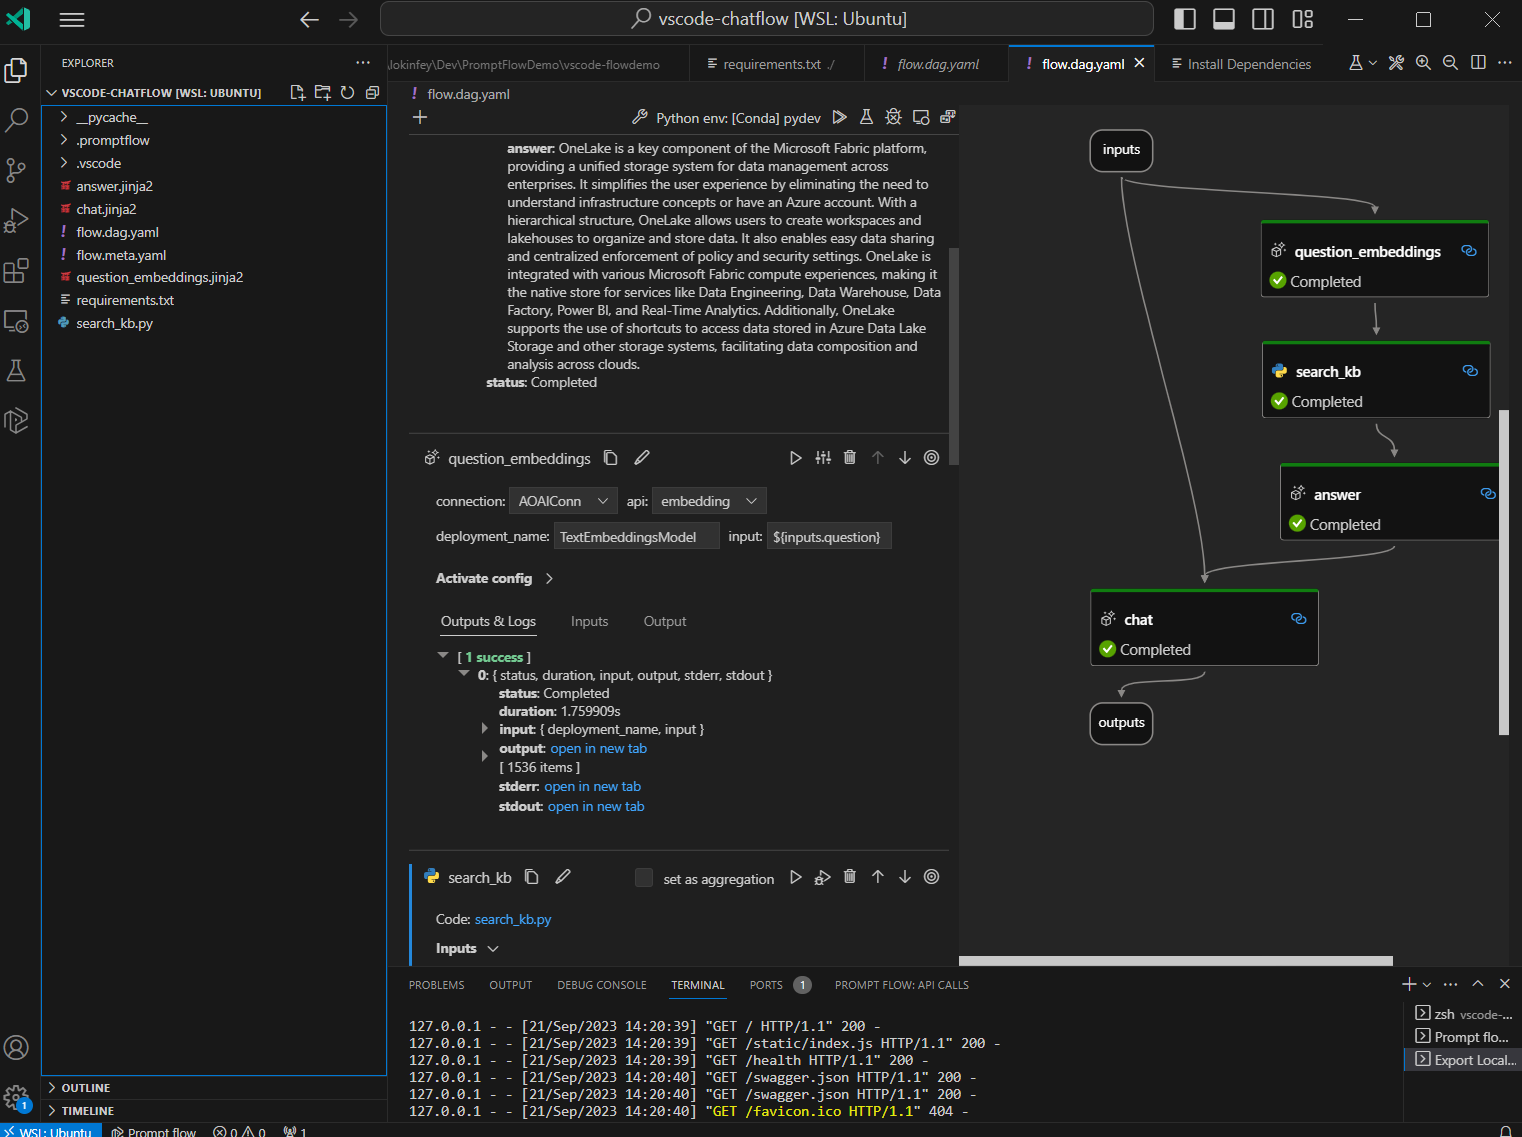 vscode-chatflow [WSL: Ubuntu]
EXPLORER
VSCODE-CHATFLOW [WSL: UBUNTU]
__pycache__
.promptflow
.vscode
answer.jinja2
chat.jinja2
flow.dag.yaml
flow.meta.yaml
question_embeddings.jinja2
requirements.txt
search_kb.py
OUTLINE
TIMELINE
\lokinfey\Dev\PromptFlowDemo\vscode-flowdemo
requirements.txt ./
flow.dag.yaml
flow.dag.yaml
Install Dependencies
flow.dag.yaml
Python env: [Conda] pydev
answer: OneLake is a key component of the Microsoft Fabric platform,
providing a unified storage system for data management across
enterprises. It simplifies the user experience by eliminating the need to
understand infrastructure concepts or have an Azure account. With a
hierarchical structure, OneLake allows users to create workspaces and
lakehouses to organize and store data. It also enables easy data sharing
and centralized enforcement of policy and security settings. OneLake is
integrated with various Microsoft Fabric compute experiences, making it
the native store for services like Data Engineering, Data Warehouse, Data
Factory, Power BI, and Real-Time Analytics. Additionally, OneLake
supports the use of shortcuts to access data stored in Azure Data Lake
Storage and other storage systems, facilitating data composition and
analysis across clouds.
status: Completed
question_embeddings
connection: AOAIConn api: embedding
deployment_name: TextEmbeddingsModel input: ${inputs.question}
Activate config
Outputs & Logs Inputs Output
[ 1 success ]
0: { status, duration, input, output, stderr, stdout }
status: Completed
duration: 1.759909s
input: { deployment_name, input }
output: open in new tab
[ 1536 items ]
stderr: open in new tab
stdout: open in new tab
search_kb
set as aggregation
Code: search_kb.py
Inputs
inputs
question_embeddings
Completed
search_kb
Completed
answer
Completed
chat
Completed
outputs
PROBLEMS OUTPUT DEBUG CONSOLE TERMINAL PORTS 1 PROMPT FLOW: API CALLS
127.0.0.1 - - [21/Sep/2023 14:20:39] "GET / HTTP/1.1" 200 -
127.0.0.1 - - [21/Sep/2023 14:20:39] "GET /static/index.js HTTP/1.1" 200 -
127.0.0.1 - - [21/Sep/2023 14:20:39] "GET /health HTTP/1.1" 200 -
127.0.0.1 - - [21/Sep/2023 14:20:40] "GET /swagger.json HTTP/1.1" 200 -
127.0.0.1 - - [21/Sep/2023 14:20:40] "GET /swagger.json HTTP/1.1" 200 -
127.0.0.1 - - [21/Sep/2023 14:20:40] "GET /favicon.ico HTTP/1.1" 404 -
zsh vscode-...
Prompt flo...
Export Local...
1
WSL: Ubuntu Prompt flow 0 0 1